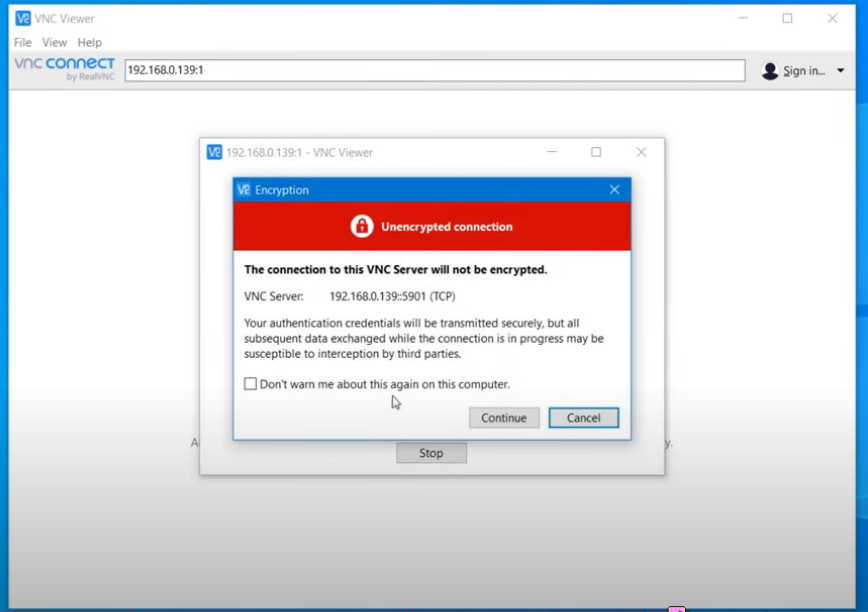 VNC Viewer
File View Help
VNC CONNECT
by RealVNC
192.168.0.139:1
Sign in...
192.168.0.139:1 - VNC Viewer
Encryption
Unencrypted connection
The connection to this VNC Server will not be encrypted.
VNC Server: 192.168.0.139::5901 (TCP)
Your authentication credentials will be transmitted securely, but all
subsequent data exchanged while the connection is in progress may be
susceptible to interception by third parties.
Don't warn me about this again on this computer.
Continue Cancel
Stop